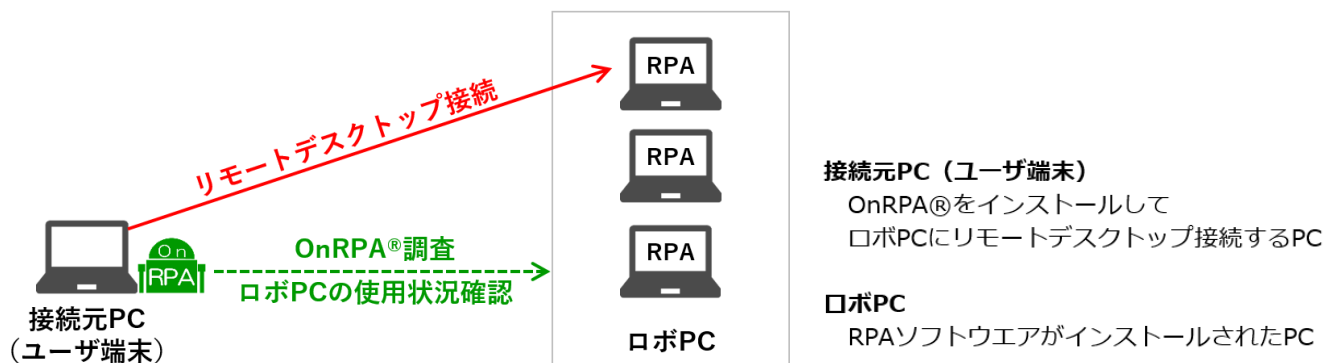 RPA
RPA
RPA
ロボPC
リモートデスクトップ接続
On
RPA
接続元PC
（ユーザ端末）
OnRPA®調査
ロボPCの使用状況確認
接続元PC（ユーザ端末）
OnRPA®をインストールして
ロボPCにリモートデスクトップ接続するPC
ロボPC
RPAソフトウエアがインストールされたPC